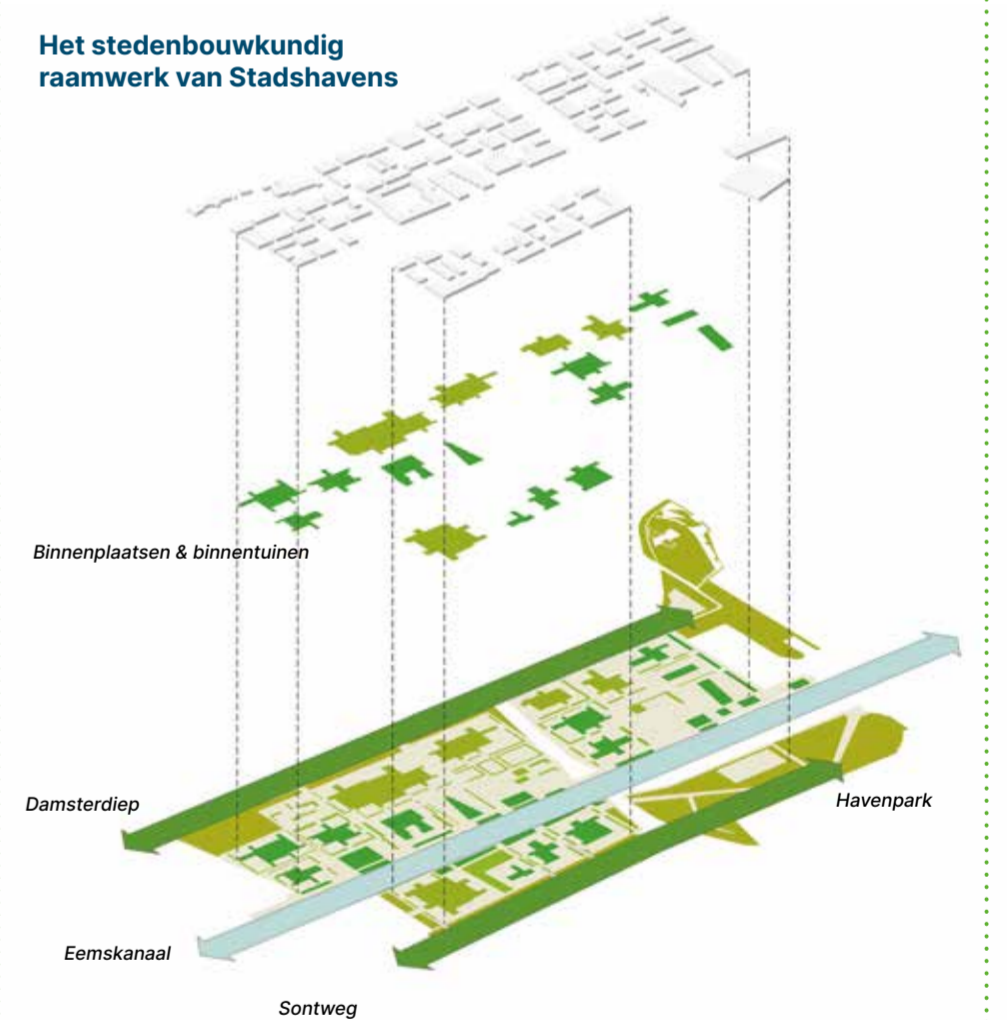 Het stedenbouwkundig
raamwerk van Stadshavens
Binnenplaatsen & binnentuinen
Damsterdiep
Havenpark
Eemskanaal
Sontweg